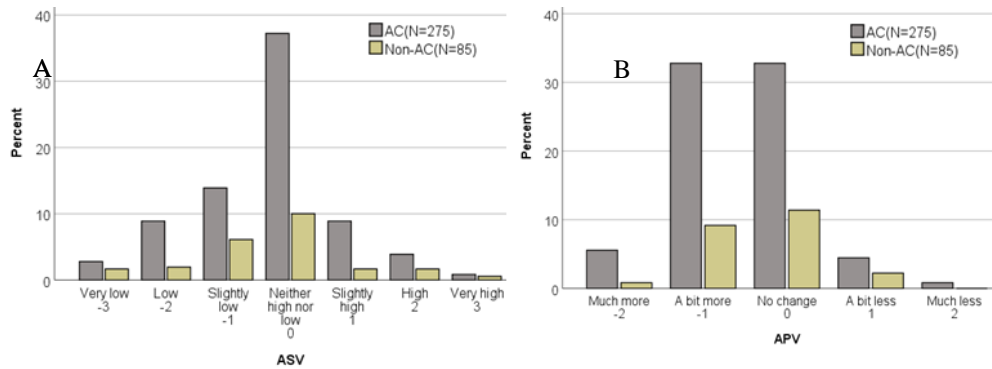 A
40
30
20
10
0
Percent
AC(N=275)
Non-AC(N=85)
Very low
-3
Low
-2
Slightly
low
-1
Neither
high nor
low
0
Slightly
high
1
High
2
Very high
3
ASV
B
40
30
20
10
0
Percent
AC(N=275)
Non-AC(N=85)
Much more
-2
A bit more
-1
No change
0
A bit less
1
Much less
2
APV